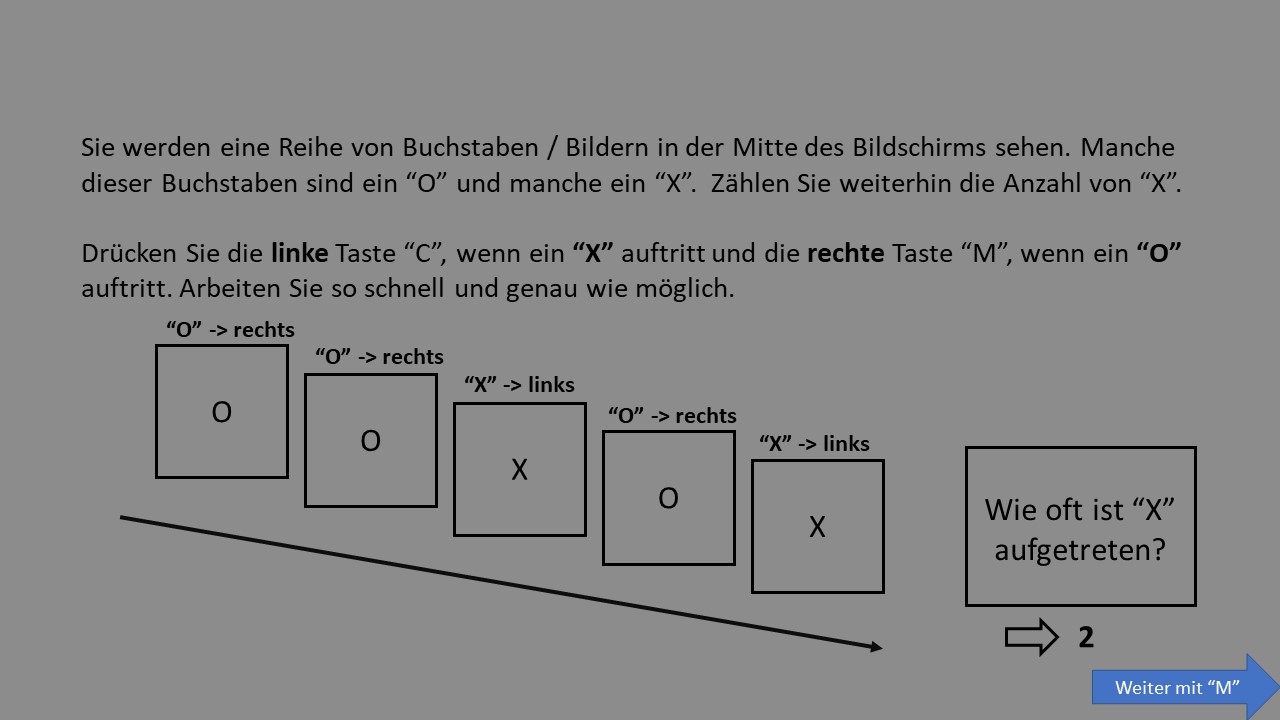 Sie werden eine Reihe von Buchstaben / Bildern in der Mitte des Bildschirms sehen. Manche
dieser Buchstaben sind ein “O” und manche ein “X”.  Zählen Sie weiterhin die Anzahl von “X”.
Drücken Sie die linke Taste “C”, wenn ein “X” auftritt und die rechte Taste “M”, wenn ein “O”
auftritt. Arbeiten Sie so schnell und genau wie möglich.
“O” -> rechts
O
“O” -> rechts
O
“X” -> links
X
“O” -> rechts
O
“X” -> links
X
Wie oft ist “X”
aufgetreten?
2
Weiter mit “M”